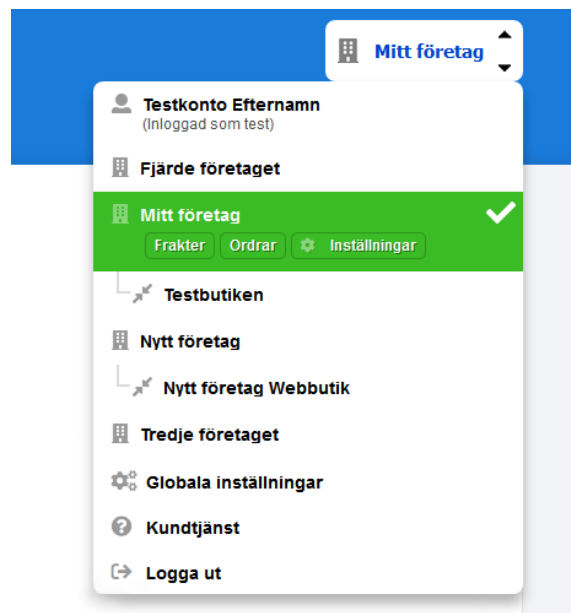 Mitt företag
Testkonto Efternamn
(Inloggad som test)
Fjärde företaget
Mitt företag
Frakter Ordrar Inställningar
Testbutiken
Nytt företag
Nytt företag Webbutik
Tredje företaget
Globala inställningar
Kundtjänst
Logga ut